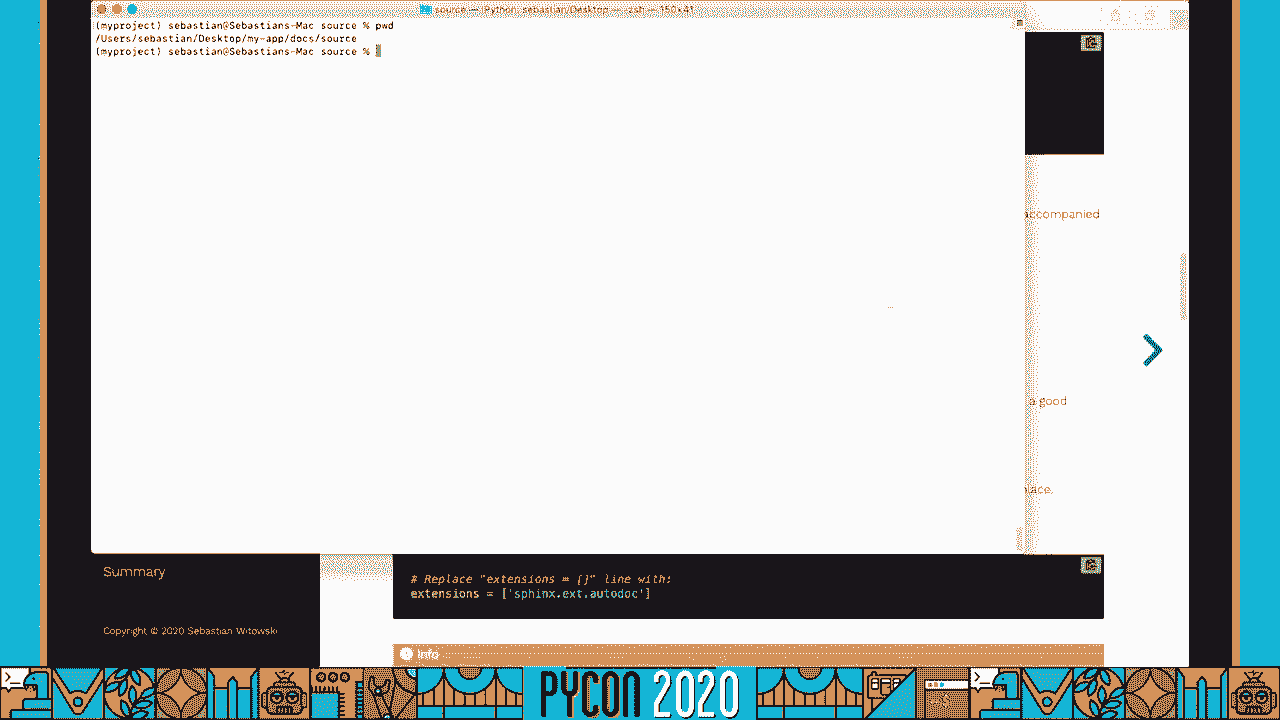 source — IPython: sebastian/Desktop — -zsh — 150×41
(myproject) sebastian@Sebastians-Mac source % pwd
/Users/sebastian/Desktop/my-app/docs/source
(myproject) sebastian@Sebastians-Mac source %
accompanied
a good
place.
Summary
# Replace "extensions = []" line with:
extensions = ['sphinx.ext.autodoc']
Copyright © 2020 Sebastian Witowski
Info
PYCON 2020